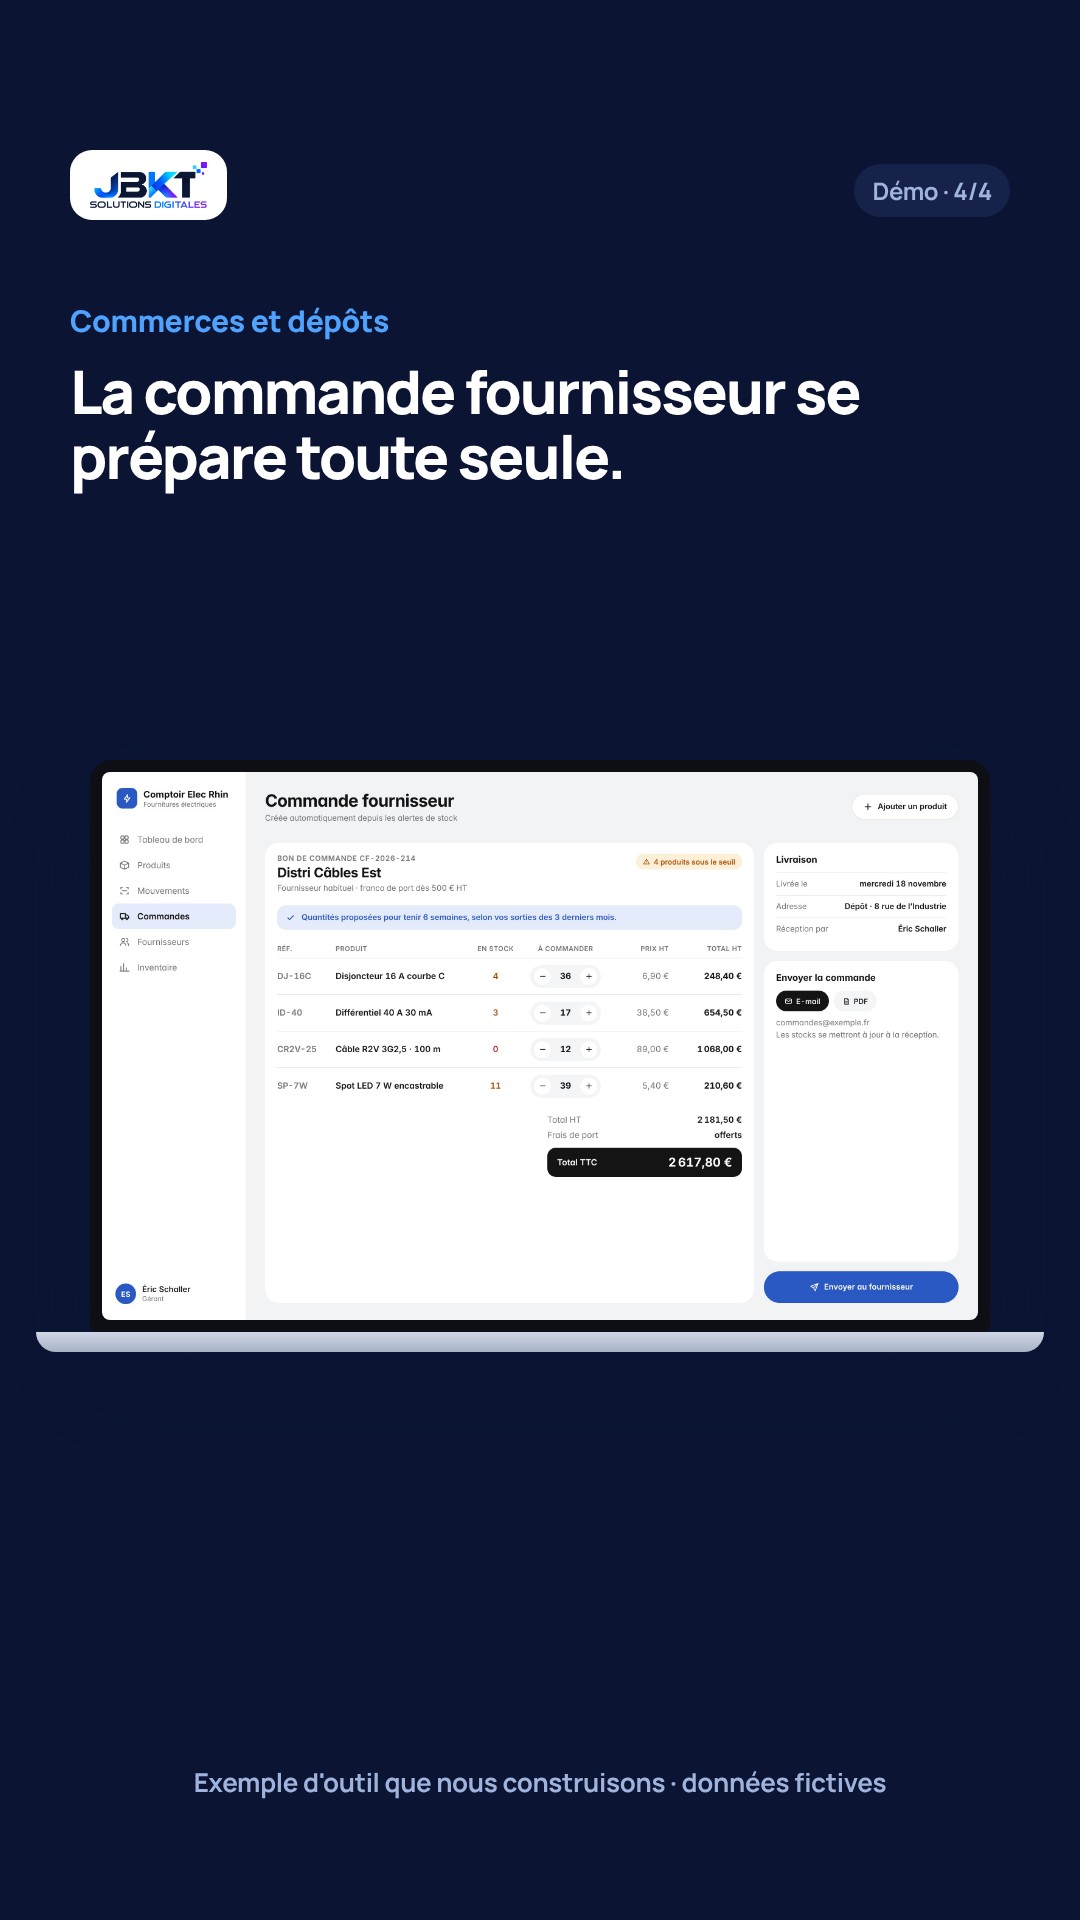 JBKT
SOLUTIONS DIGITALES
Démo · 4/4
Commerces et dépôts
La commande fournisseur se
prépare toute seule.
Comptoir Elec Rhin
Fournitures électriques
Tableau de bord
Produits
Mouvements
Commandes
Fournisseurs
Inventaire
ES
Éric Schaller
Gérant
Commande fournisseur
Créée automatiquement depuis les alertes de stock
+ Ajouter un produit
BON DE COMMANDE CF-2026-214
Distri Câbles Est
Fournisseur habituel · franco de port dès 500 € HT
4 produits sous le seuil
Quantités proposées pour tenir 6 semaines, selon vos sorties des 3 derniers mois.
RÉF. PRODUIT EN STOCK À COMMANDER PRIX HT TOTAL HT
DJ-16C Disjoncteur 16 A courbe C 4 − 36 + 6,90 € 248,40 €
ID-40 Différentiel 40 A 30 mA 3 − 17 + 38,50 € 654,50 €
CR2V-25 Câble R2V 3G2,5 · 100 m 0 − 12 + 89,00 € 1 068,00 €
SP-7W Spot LED 7 W encastrable 11 − 39 + 5,40 € 210,60 €
Total HT 2 181,50 €
Frais de port offerts
Total TTC 2 617,80 €
Livraison
Livrée le mercredi 18 novembre
Adresse Dépôt · 8 rue de l'Industrie
Réception par Éric Schaller
Envoyer la commande
E-mail PDF
commandes@exemple.fr
Les stocks se mettront à jour à la réception.
Envoyer au fournisseur
Exemple d'outil que nous construisons · données fictives